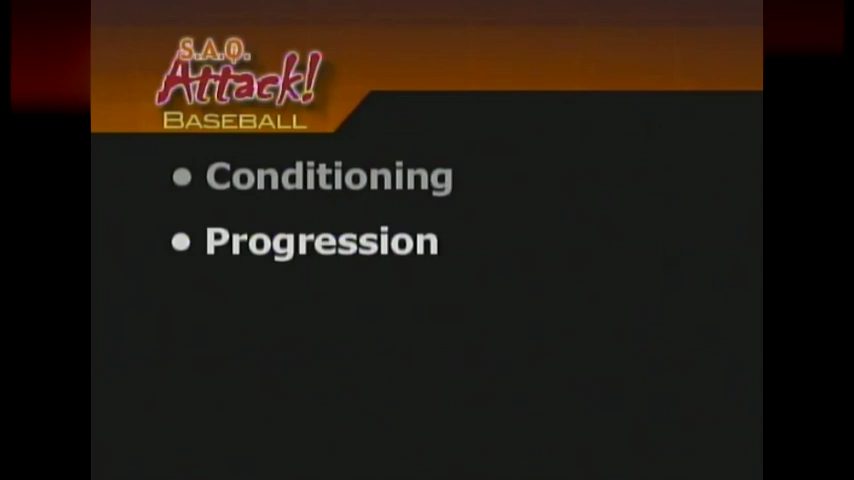 S.A.Q.
Attack!
BASEBALL
• Conditioning
• Progression